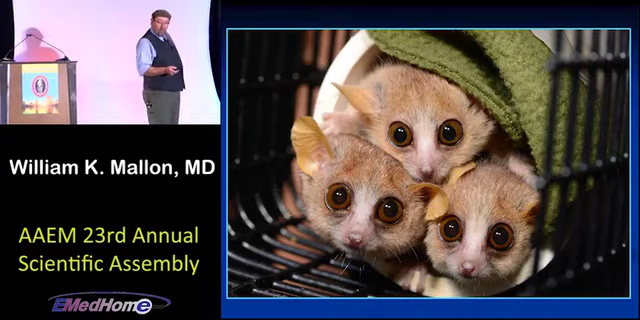 William K. Mallon, MD
AAEM 23rd Annual
Scientific Assembly
EMedHome